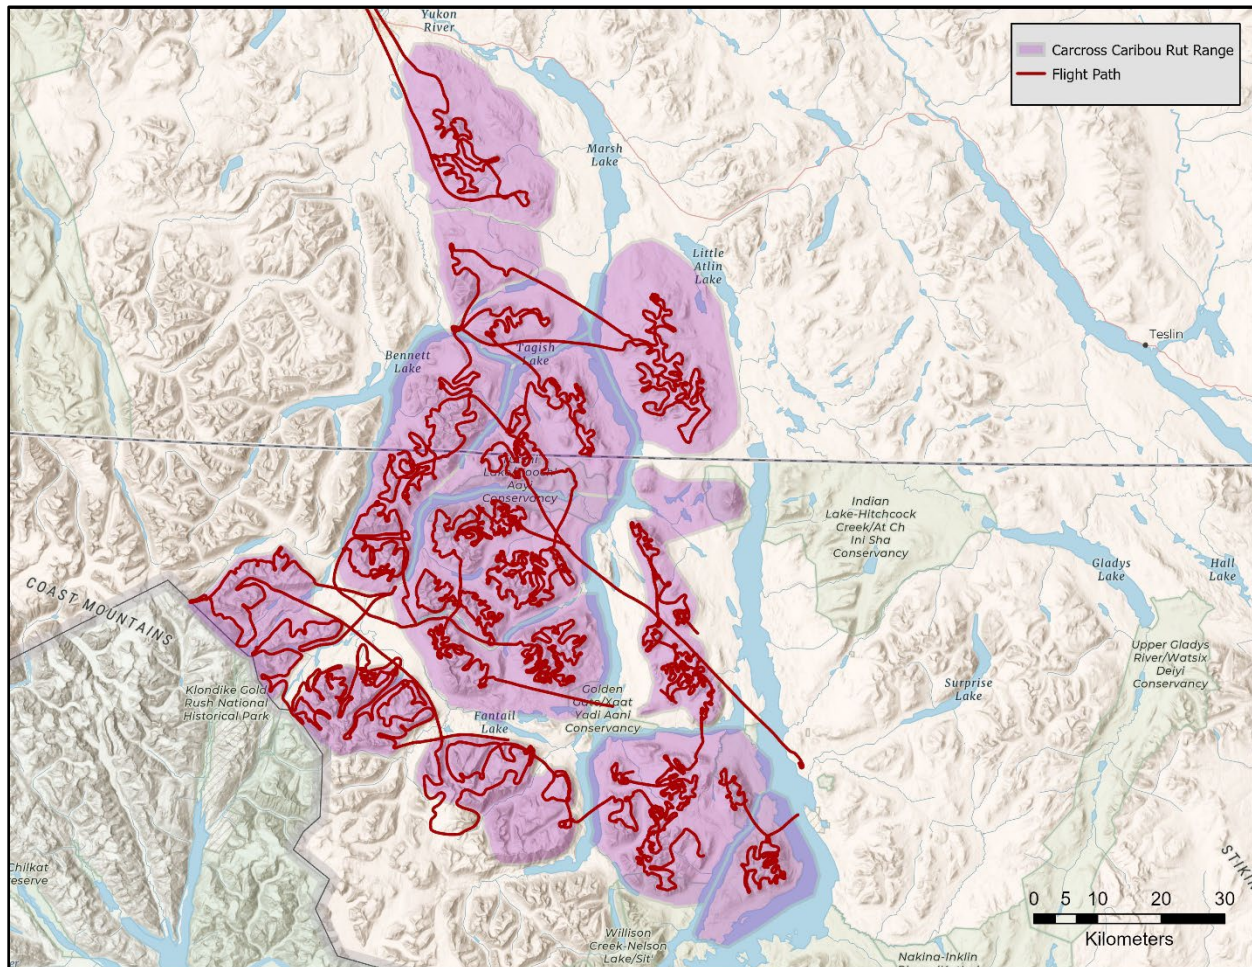 Yukon
River
Carcross Caribou Rut Range
Flight Path
Marsh
Lake
Little
Atlin
Lake
Teslin
Bennett
Lake
Tagish
Lake
Conservancy
Indian
Lake-Hitchcock
Creek/At Ch
Ini Sha
Conservancy
Gladys
Lake
Hall
Lake
COAST MOUNTAINS
Upper Gladys
River/Watsix
Deiyi
Conservancy
Klondike Gold
Rush National
Historical Park
Surprise
Lake
Golden
Gate/Xaat
Yadi Aani
Conservancy
Fantail
Lake
Chilkat
0 5 10 20 30
Kilometers
Willison
Creek-Nelson
Lake/Sit'
Nakina-Inklin